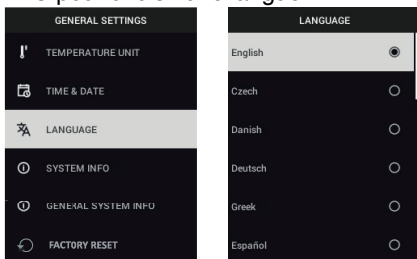 GENERAL SETTINGS
TEMPERATURE UNIT
TIME & DATE
LANGUAGE
SYSTEM INFO
GENERAL SYSTEM INFO
FACTORY RESET
LANGUAGE
English
Czech
Danish
Deutsch
Greek
Español